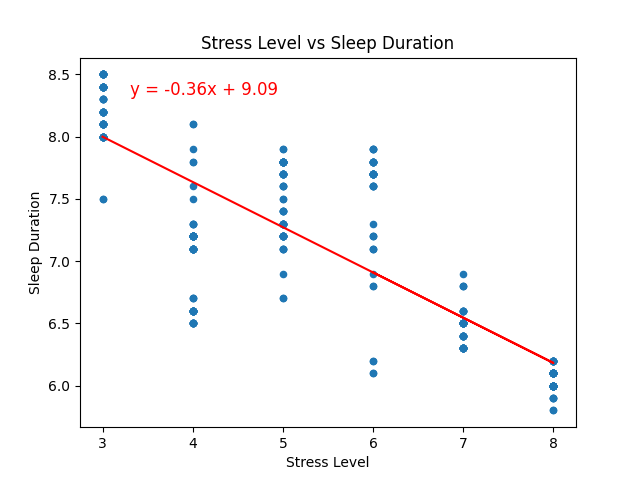 Stress Level vs Sleep Duration
y = -0.36x + 9.09
8.5
8.0
7.5
7.0
6.5
6.0
Sleep Duration
3 4 5 6 7 8
Stress Level